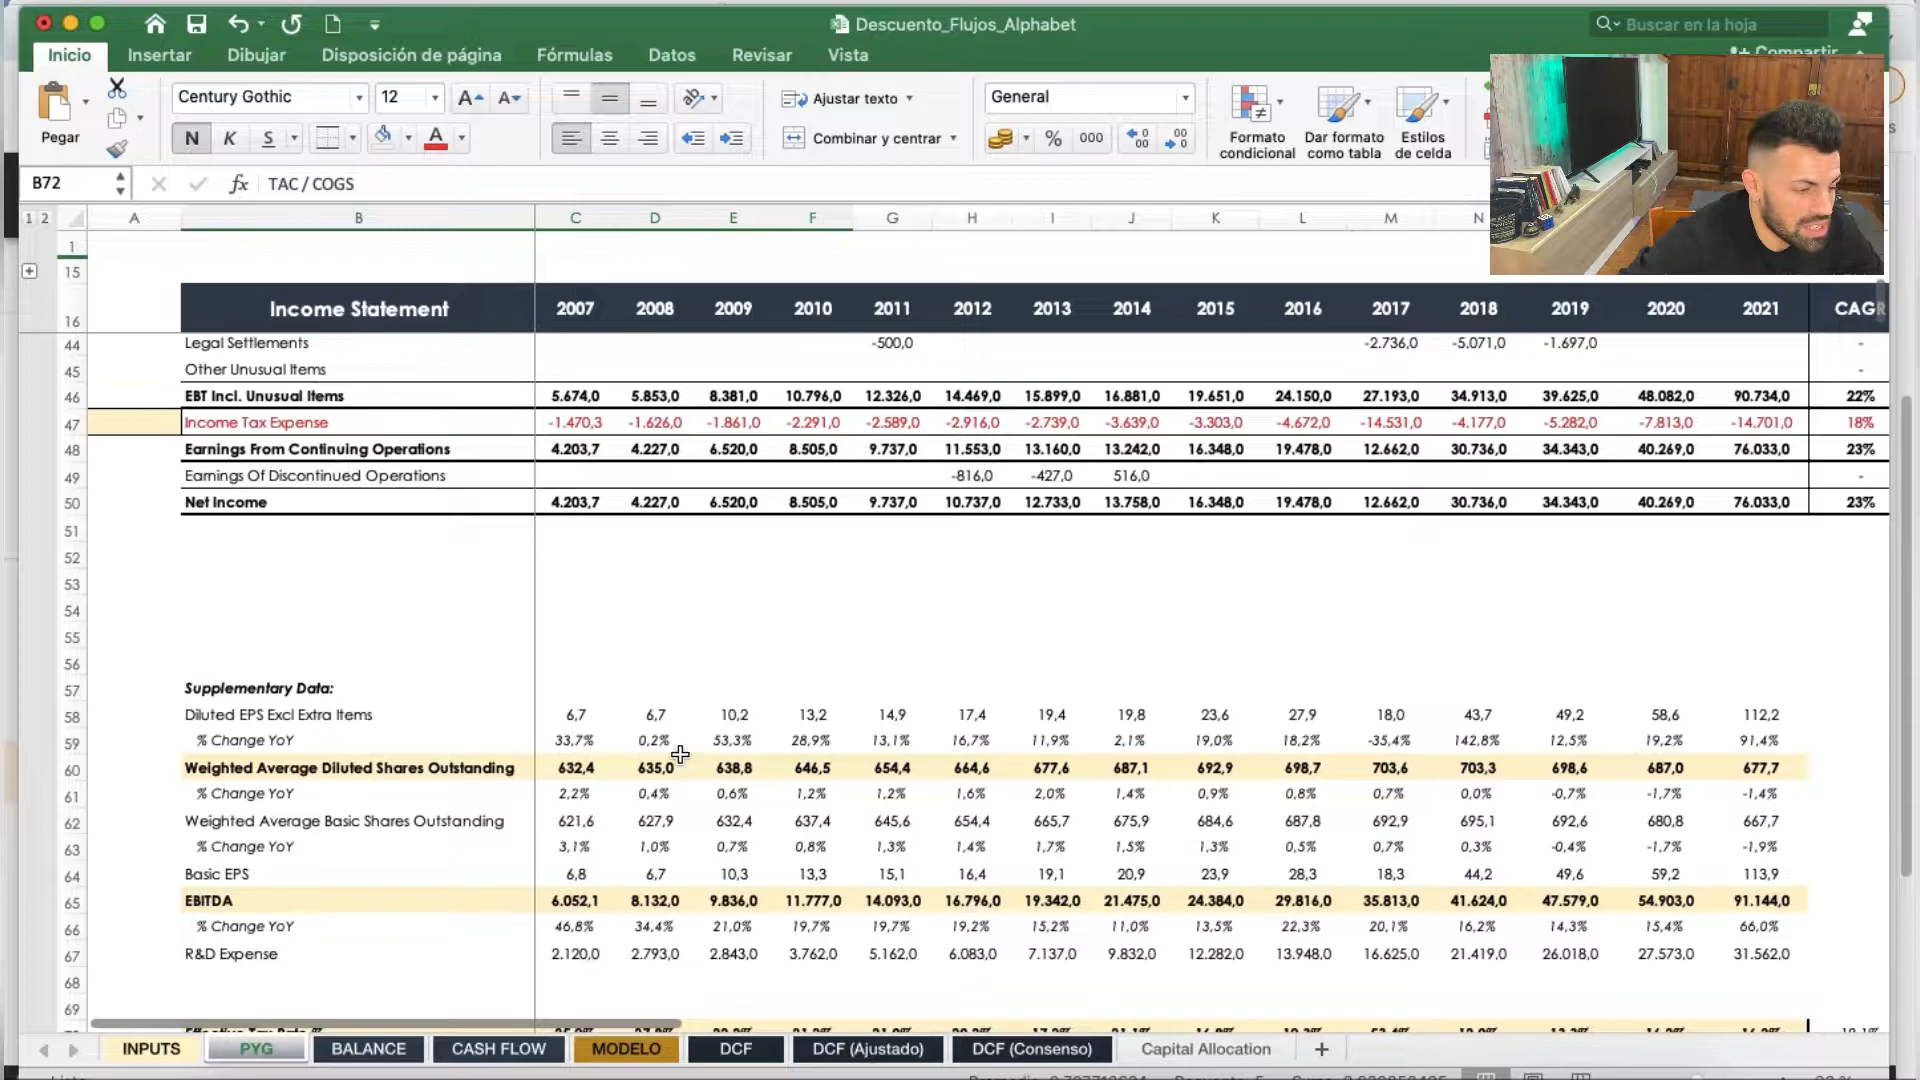 Descuento_Flujos_Alphabet
Buscar en la hoja
Inicio Insertar Dibujar Disposición de página Fórmulas Datos Revisar Vista Compartir
Pegar
Century Gothic 12 A A
N K S A
Ajustar texto
Combinar y centrar
General
% 000
Formato condicional
Dar formato como tabla
Estilos de celda
B72 fx TAC / COGS
1 2 A B C D E F G H I J K L M N
1
15
16 Income Statement 2007 2008 2009 2010 2011 2012 2013 2014 2015 2016 2017 2018 2019 2020 2021 CAGR
44 Legal Settlements -500,0 -2.736,0 -5.071,0 -1.697,0 -
45 Other Unusual Items -
46 EBT Incl. Unusual Items 5.674,0 5.853,0 8.381,0 10.796,0 12.326,0 14.469,0 15.899,0 16.881,0 19.651,0 24.150,0 27.193,0 34.913,0 39.625,0 48.082,0 90.734,0 22%
47 Income Tax Expense -1.470,3 -1.626,0 -1.861,0 -2.291,0 -2.589,0 -2.916,0 -2.739,0 -3.639,0 -3.303,0 -4.672,0 -14.531,0 -4.177,0 -5.282,0 -7.813,0 -14.701,0 18%
48 Earnings From Continuing Operations 4.203,7 4.227,0 6.520,0 8.505,0 9.737,0 11.553,0 13.160,0 13.242,0 16.348,0 19.478,0 12.662,0 30.736,0 34.343,0 40.269,0 76.033,0 23%
49 Earnings Of Discontinued Operations -816,0 -427,0 516,0 -
50 Net Income 4.203,7 4.227,0 6.520,0 8.505,0 9.737,0 10.737,0 12.733,0 13.758,0 16.348,0 19.478,0 12.662,0 30.736,0 34.343,0 40.269,0 76.033,0 23%
51
52
53
54
55
56
57 Supplementary Data:
58 Diluted EPS Excl Extra Items 6,7 6,7 10,2 13,2 14,9 17,4 19,4 19,8 23,6 27,9 18,0 43,7 49,2 58,6 112,2
59 % Change YoY 33,7% 0,2% 53,3% 28,9% 13,1% 16,7% 11,9% 2,1% 19,0% 18,2% -35,4% 142,8% 12,5% 19,2% 91,4%
60 Weighted Average Diluted Shares Outstanding 632,4 635,0 638,8 646,5 654,4 664,6 677,6 687,1 692,9 698,7 703,6 703,3 698,6 687,0 677,7
61 % Change YoY 2,2% 0,4% 0,6% 1,2% 1,2% 1,6% 2,0% 1,4% 0,9% 0,8% 0,7% 0,0% -0,7% -1,7% -1,4%
62 Weighted Average Basic Shares Outstanding 621,6 627,9 632,4 637,4 645,6 654,4 665,7 675,9 684,6 687,8 692,9 695,1 692,6 680,8 667,7
63 % Change YoY 3,1% 1,0% 0,7% 0,8% 1,3% 1,4% 1,7% 1,5% 1,3% 0,5% 0,7% 0,3% -0,4% -1,7% -1,9%
64 Basic EPS 6,8 6,7 10,3 13,3 15,1 16,4 19,1 20,9 23,9 28,3 18,3 44,2 49,6 59,2 113,9
65 EBITDA 6.052,1 8.132,0 9.836,0 11.777,0 14.093,0 16.796,0 19.342,0 21.475,0 24.384,0 29.816,0 35.813,0 41.624,0 47.579,0 54.903,0 91.144,0
66 % Change YoY 46,8% 34,4% 21,0% 19,7% 19,7% 19,2% 15,2% 11,0% 13,5% 22,3% 20,1% 16,2% 14,3% 15,4% 66,0%
67 R&D Expense 2.120,0 2.793,0 2.843,0 3.762,0 5.162,0 6.083,0 7.137,0 9.832,0 12.282,0 13.948,0 16.625,0 21.419,0 26.018,0 27.573,0 31.562,0
68
69
INPUTS PYG BALANCE CASH FLOW MODELO DCF DCF (Ajustado) DCF (Consenso) Capital Allocation +